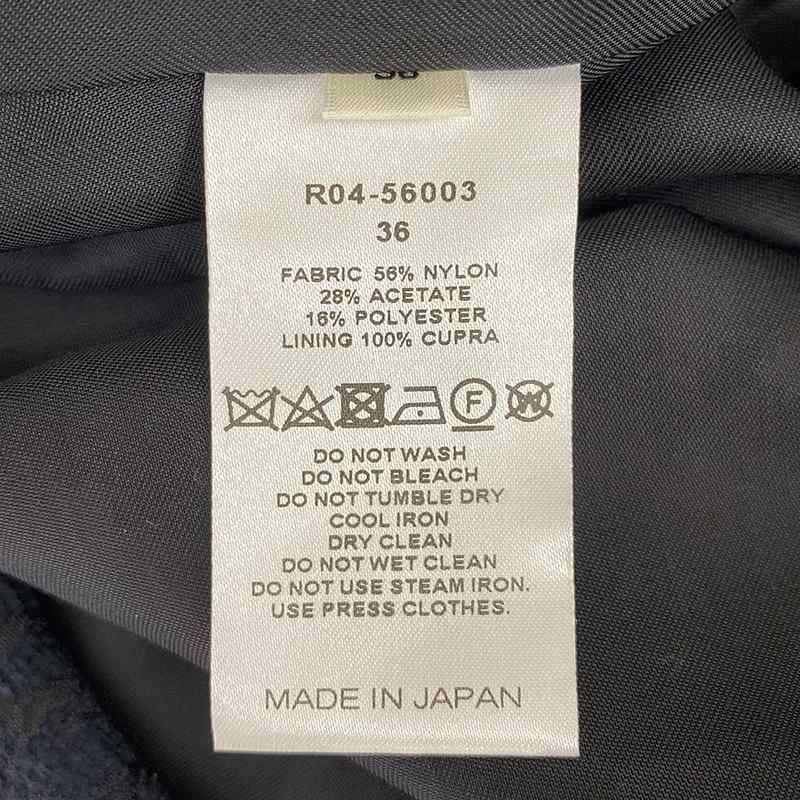 R04-56003
36
FABRIC 56% NYLON
28% ACETATE
16% POLYESTER
LINING 100% CUPRA
F W
DO NOT WASH
DO NOT BLEACH
DO NOT TUMBLE DRY
COOL IRON
DRY CLEAN
DO NOT WET CLEAN
DO NOT USE STEAM IRON.
USE PRESS CLOTHES.
MADE IN JAPAN